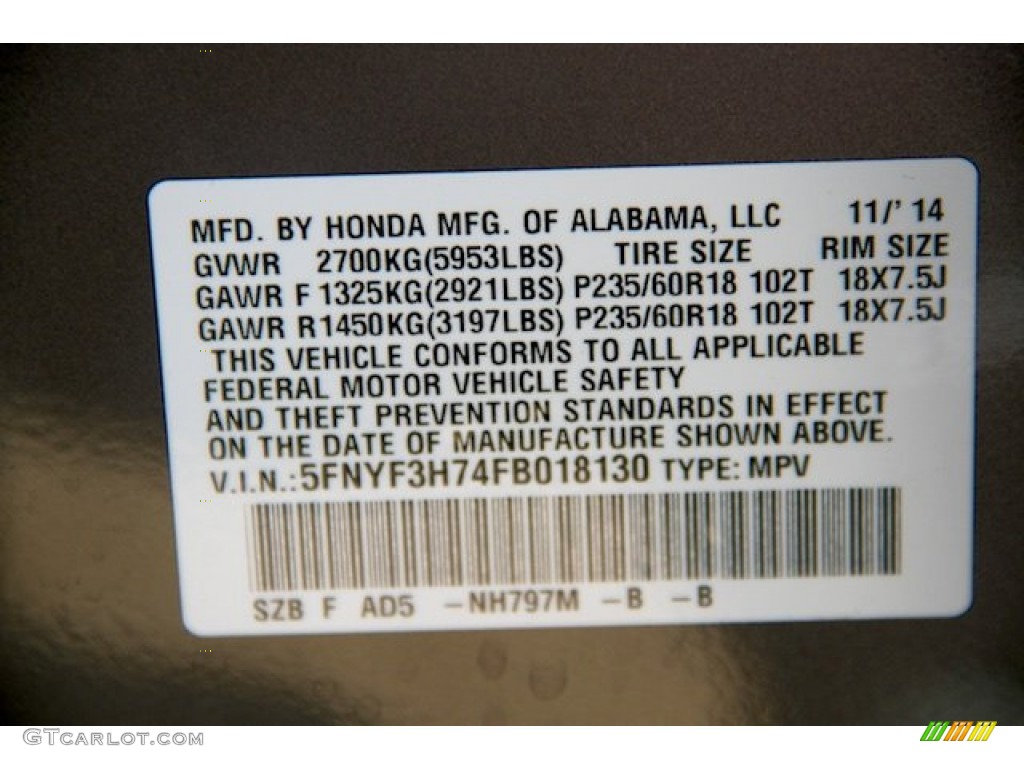 MFD. BY HONDA MFG. OF ALABAMA, LLC 11/' 14
GVWR 2700KG(5953LBS) TIRE SIZE RIM SIZE
GAWR F 1325KG(2921LBS) P235/60R18 102T 18X7.5J
GAWR R1450KG(3197LBS) P235/60R18 102T 18X7.5J
THIS VEHICLE CONFORMS TO ALL APPLICABLE
FEDERAL MOTOR VEHICLE SAFETY
AND THEFT PREVENTION STANDARDS IN EFFECT
ON THE DATE OF MANUFACTURE SHOWN ABOVE.
V.I.N.:5FNYF3H74FB018130 TYPE: MPV
SZB F AD5 -NH797M -B -B
GTCARLOT.COM